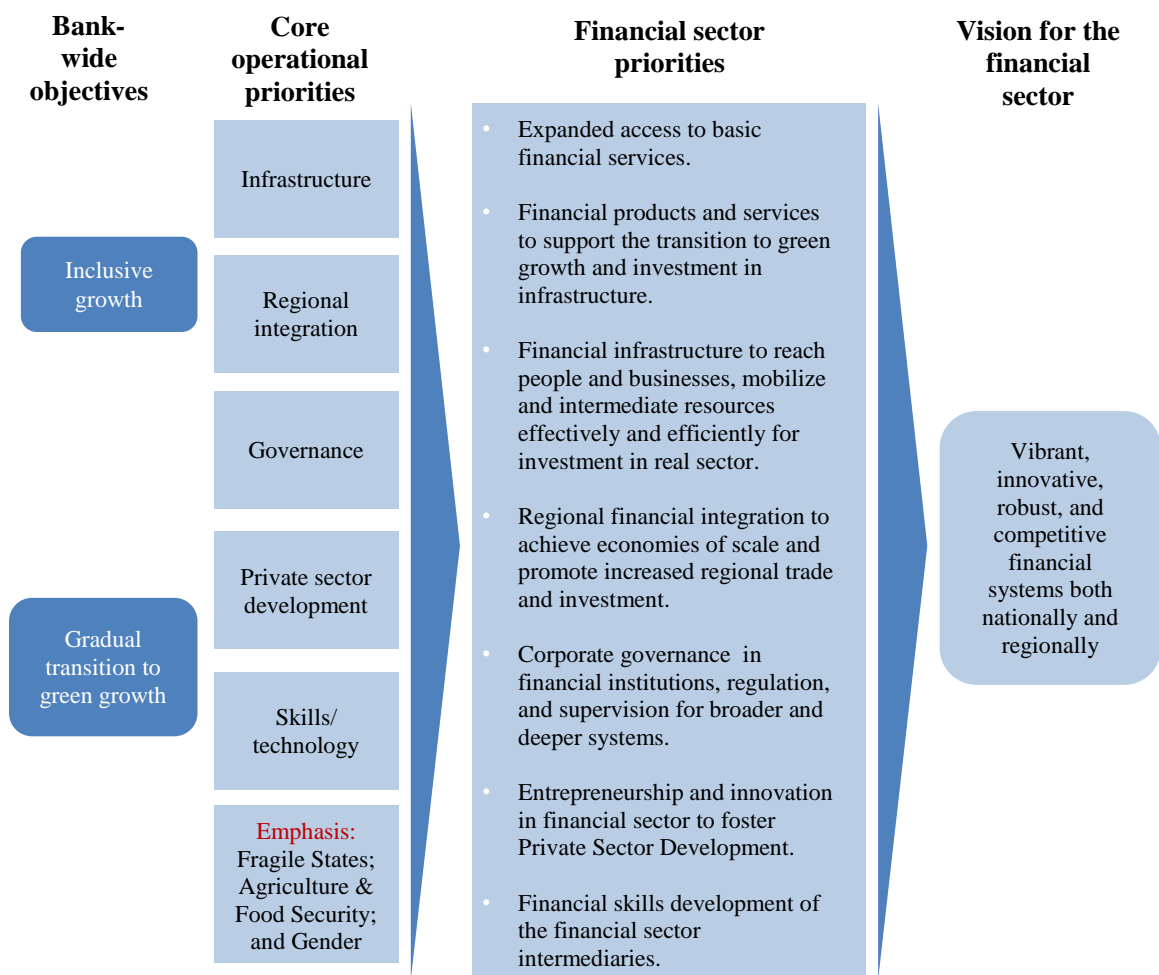 Bank-
wide
objectives
Core
operational
priorities
Financial sector
priorities
Vision for the
financial
sector
Inclusive
growth
Gradual
transition to
green growth
Infrastructure
Regional
integration
Governance
Private sector
development
Skills/
technology
Emphasis:
Fragile States;
Agriculture &
Food Security;
and Gender
• Expanded access to basic
financial services.
• Financial products and services
to support the transition to green
growth and investment in
infrastructure.
• Financial infrastructure to reach
people and businesses, mobilize
and intermediate resources
effectively and efficiently for
investment in real sector.
• Regional financial integration to
achieve economies of scale and
promote increased regional trade
and investment.
• Corporate governance  in
financial institutions, regulation,
and supervision for broader and
deeper systems.
• Entrepreneurship and innovation
in financial sector to foster
Private Sector Development.
• Financial skills development of
the financial sector
intermediaries.
Vibrant,
innovative,
robust, and
competitive
financial
systems both
nationally and
regionally